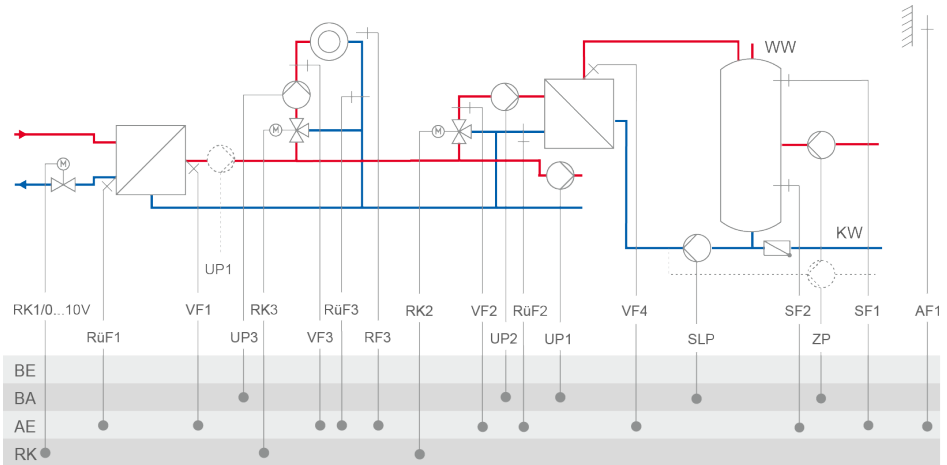 WW
M
M
M
KW
UP1
RK1/0...10V
VF1
RK3
RüF3
RK2
VF2
RüF2
VF4
SF2
SF1
AF1
RüF1
UP3
VF3
RF3
UP2
UP1
SLP
ZP
BE
BA
AE
RK